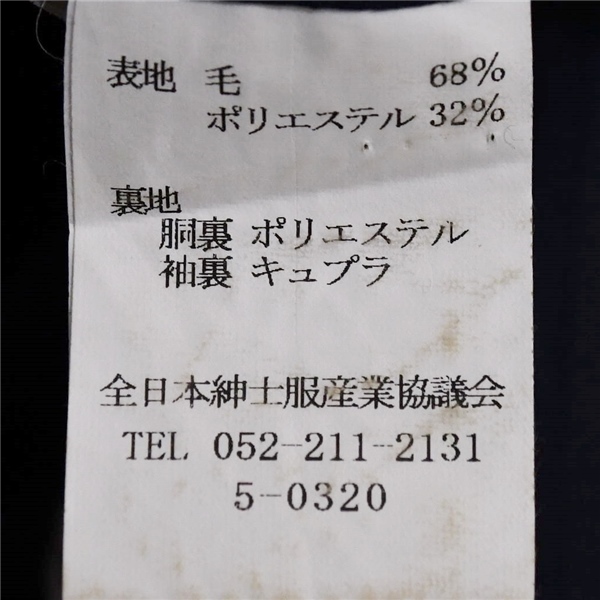 表地 毛 68%
ポリエステル 32%
裏地
胴裏 ポリエステル
袖裏 キュプラ
全日本紳士服産業協議会
TEL 052-211-2131
5-0320